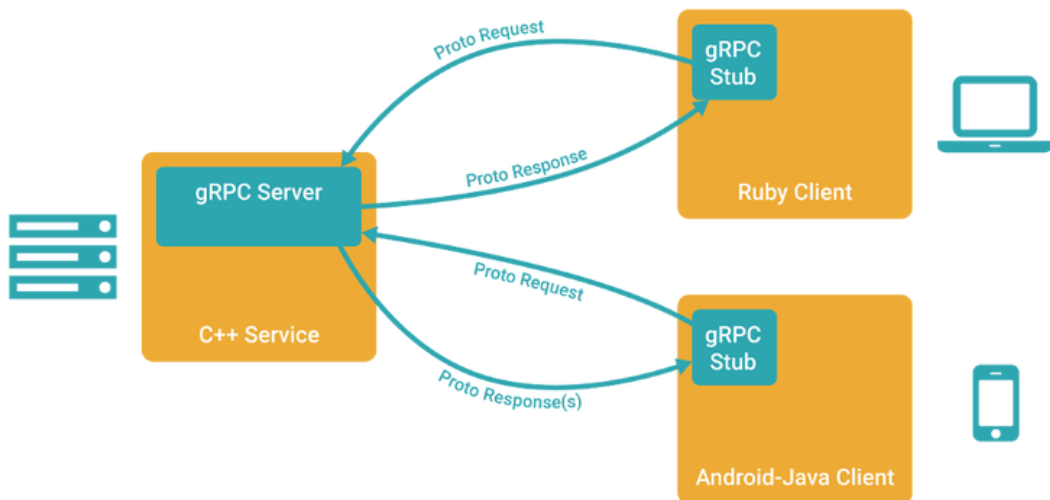 Proto Request
gRPC
Stub
Ruby Client
Proto Response
gRPC Server
C++ Service
Proto Request
gRPC
Stub
Proto Response(s)
Android-Java Client